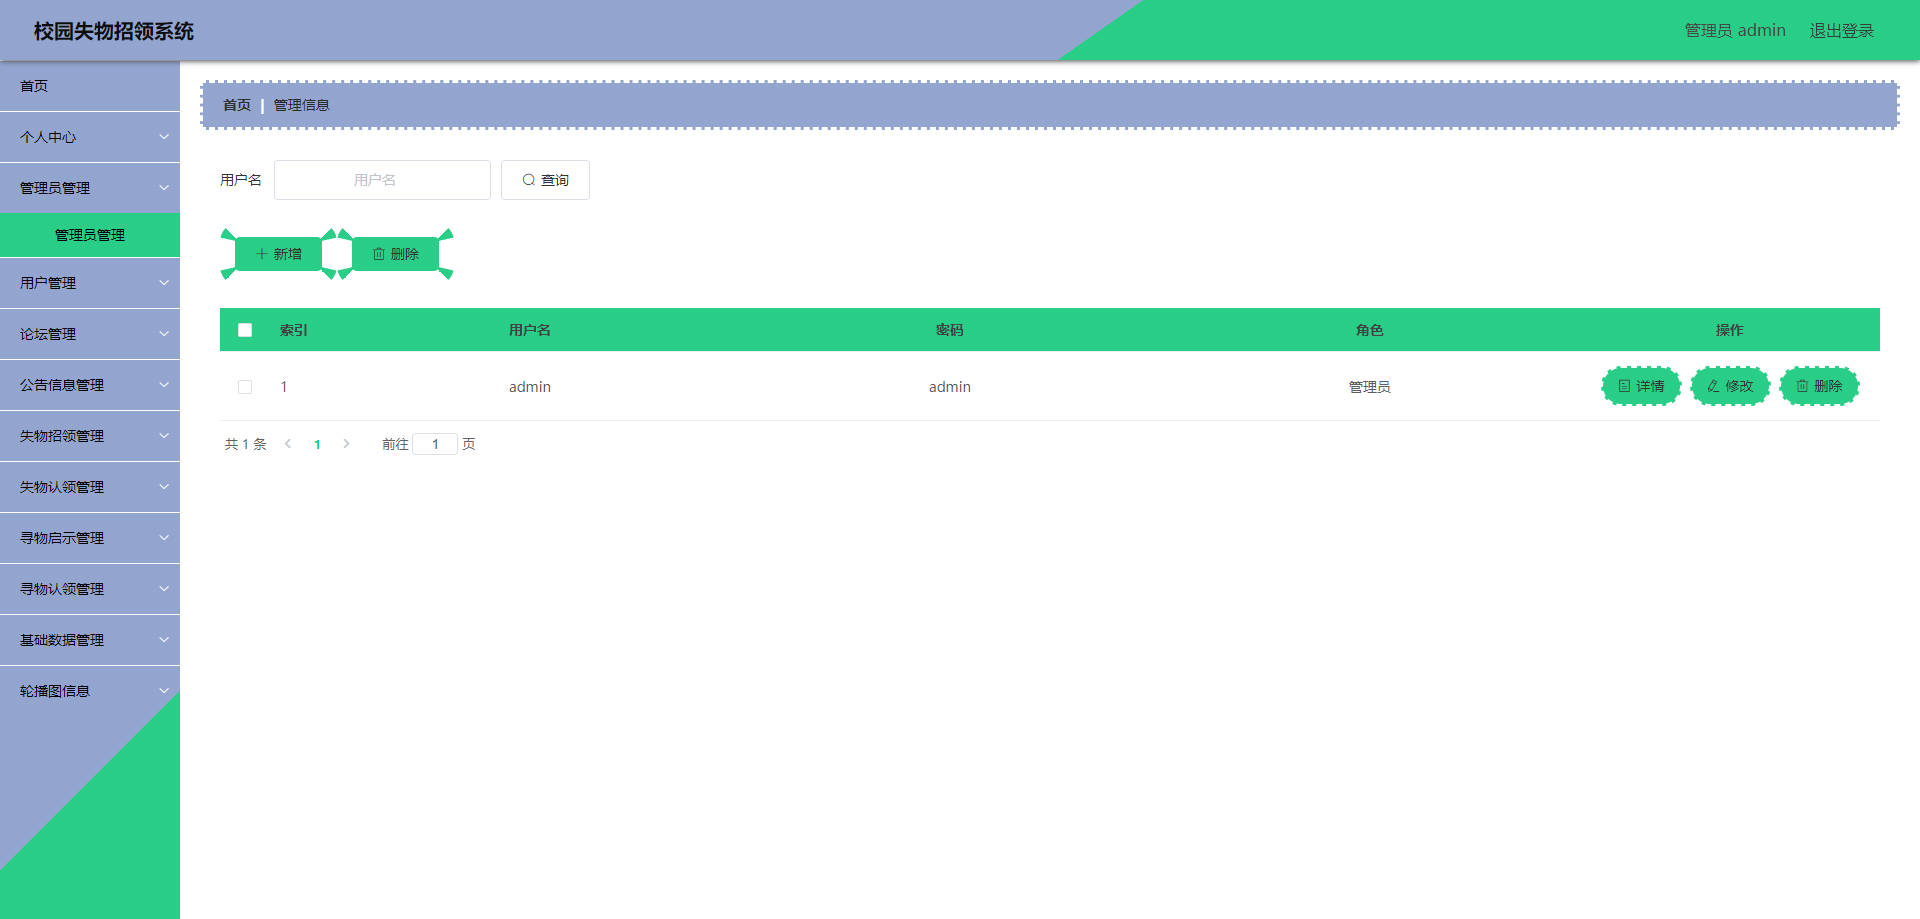 校园失物招领系统
管理员 admin 退出登录
首页
个人中心
管理员管理
管理员管理
用户管理
论坛管理
公告信息管理
失物招领管理
失物认领管理
寻物启示管理
寻物认领管理
基础数据管理
轮播图信息
首页 | 管理信息
用户名 用户名 查询
新增 删除
索引 用户名 密码 角色 操作
1 admin admin 管理员 详情 修改 删除
共 1 条 1 前往 1 页